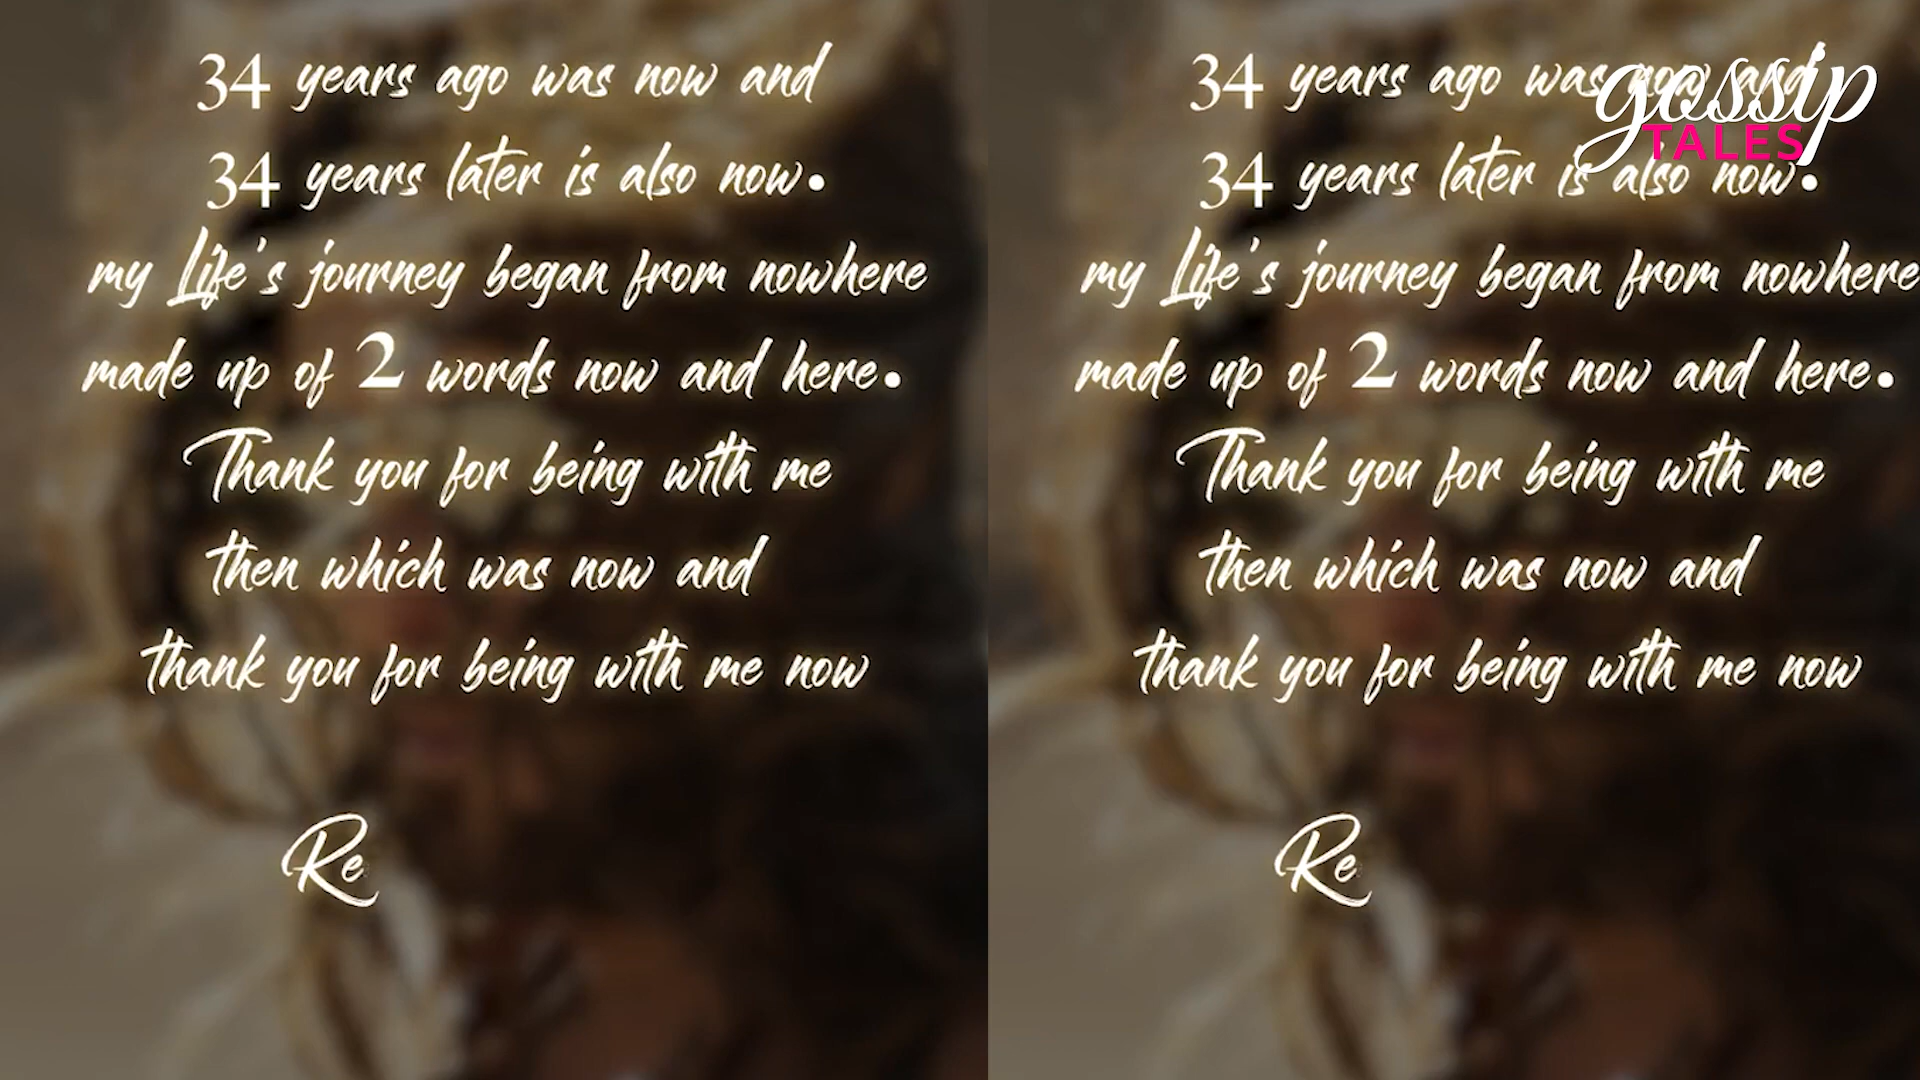 34 years ago was now and
34 years later is also now.
my Life's journey began from nowhere
made up of 2 words now and here.
Thank you for being with me
then which was now and
thank you for being with me now
Re
34 years ago was now and
34 years later is also now.
my Life's journey began from nowhere
made up of 2 words now and here.
Thank you for being with me
then which was now and
thank you for being with me now
Re
gossip
TALES